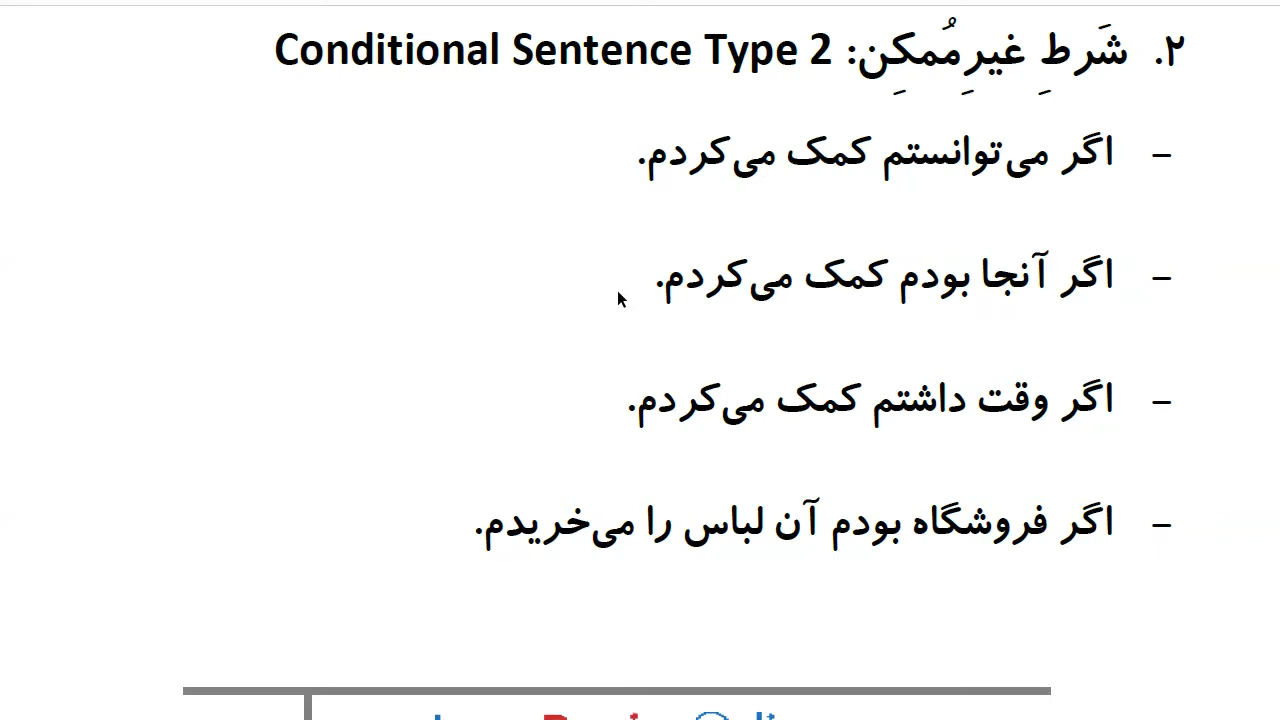 ۲. شَرطِ غیرِمُمکِن: Conditional Sentence Type 2
- اگر می‌توانستم کمک می‌کردم.
- اگر آنجا بودم کمک می‌کردم.
- اگر وقت داشتم کمک می‌کردم.
- اگر فروشگاه بودم آن لباس را می‌خریدم.